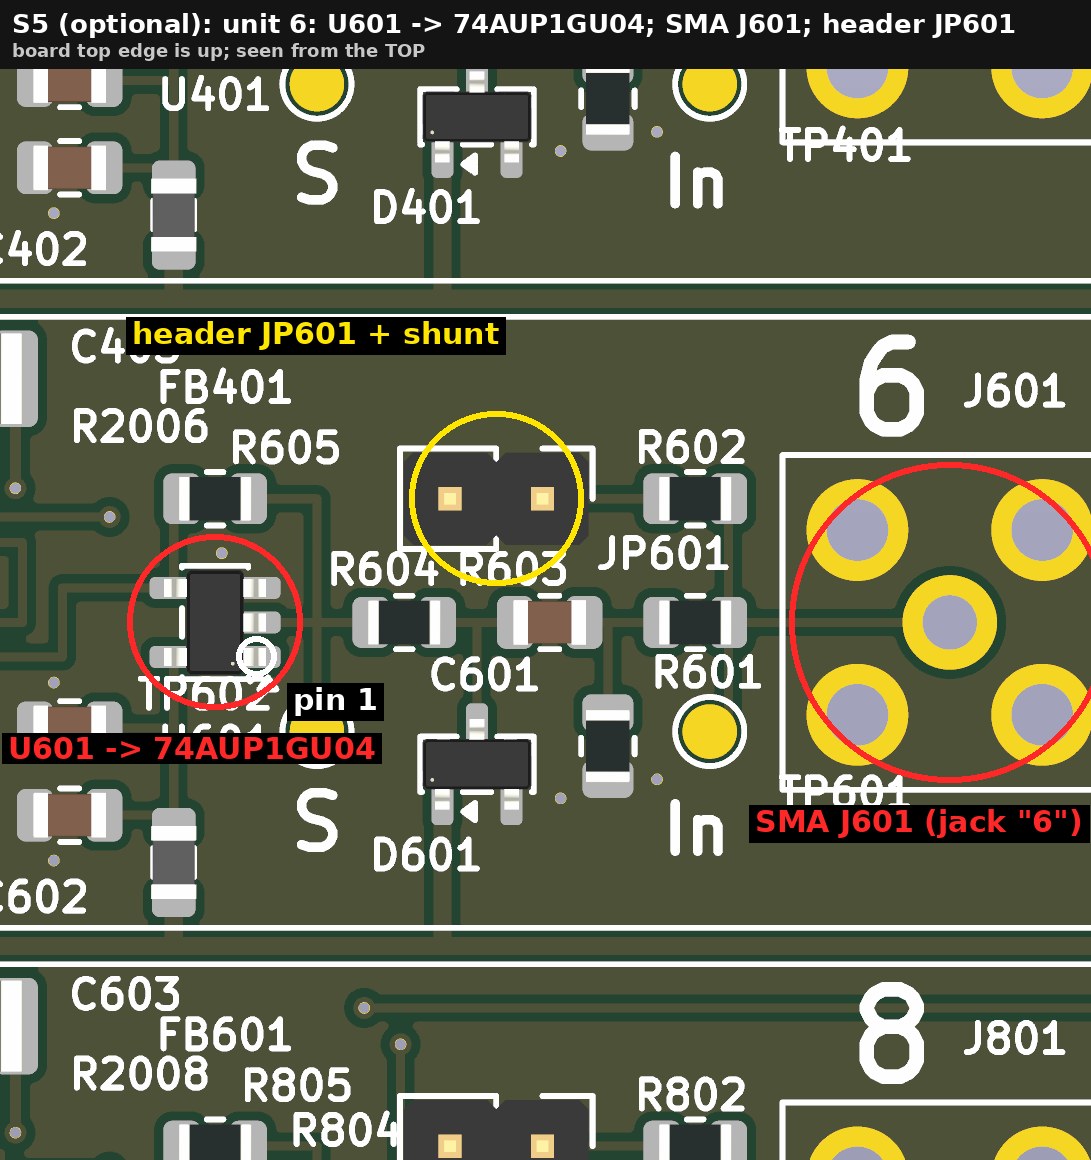 S5 (optional): unit 6: U601 -> 74AUP1GU04; SMA J601; header JP601
board top edge is up; seen from the TOP
U401
S
D401
In
TP401
C402
header JP601 + shunt
FB401
R2006
6
J601
R605
R602
R604
R603
JP601
C601
R601
TP602
pin 1
U601 -> 74AUP1GU04
TP601
SMA J601 (jack "6")
S
In
D601
C602
C603
FB601
R2008
8
J801
R805
R802
R804